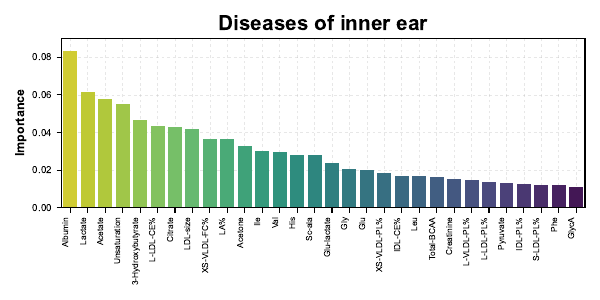 Diseases of inner ear
Importance
0.08
0.06
0.04
0.02
0.00
Albumin
Lactate
Acetate
Unsaturation
3-Hydroxybutyrate
L-LDL-CE%
Citrate
LDL-size
XS-VLDL-FC%
LA%
Acetone
Ile
Val
His
So-ala
Glu-lactate
Gly
Glu
XS-VLDL-PL%
IDL-CE%
Leu
Total-BCAA
Creatinine
L-VLDL-PL%
L-LDL-PL%
Pyruvate
IDL-PL%
S-LDL-PL%
Phe
GlycA